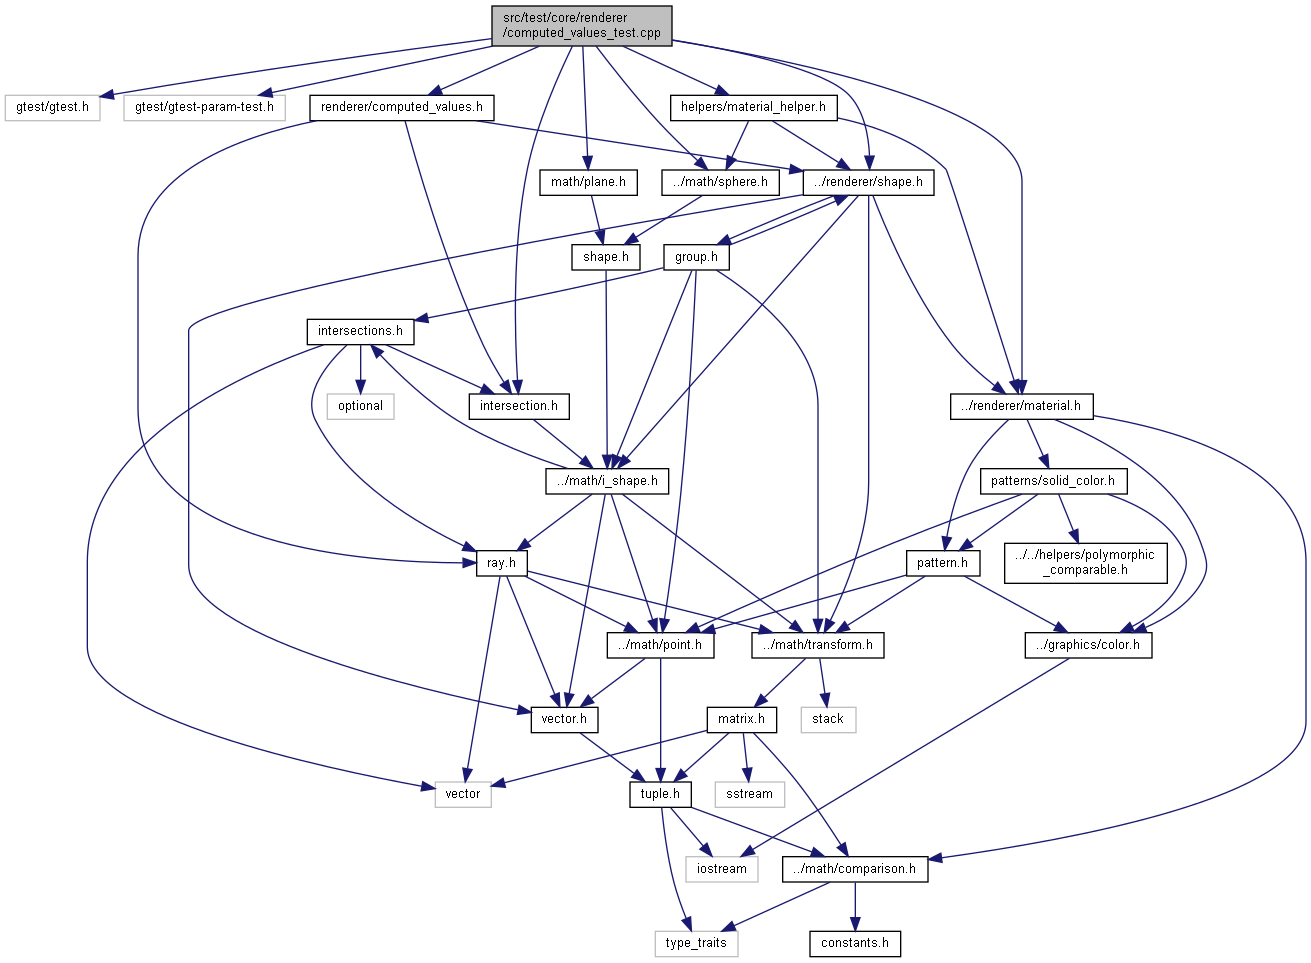 src/test/core/renderer
/computed_values_test.cpp
gtest/gtest.h
gtest/gtest-param-test.h
renderer/computed_values.h
helpers/material_helper.h
math/plane.h
../math/sphere.h
../renderer/shape.h
shape.h
group.h
intersections.h
optional
intersection.h
../renderer/material.h
../math/i_shape.h
patterns/solid_color.h
ray.h
pattern.h
../../helpers/polymorphic
_comparable.h
../math/point.h
../math/transform.h
../graphics/color.h
vector.h
matrix.h
stack
vector
tuple.h
sstream
iostream
../math/comparison.h
type_traits
constants.h